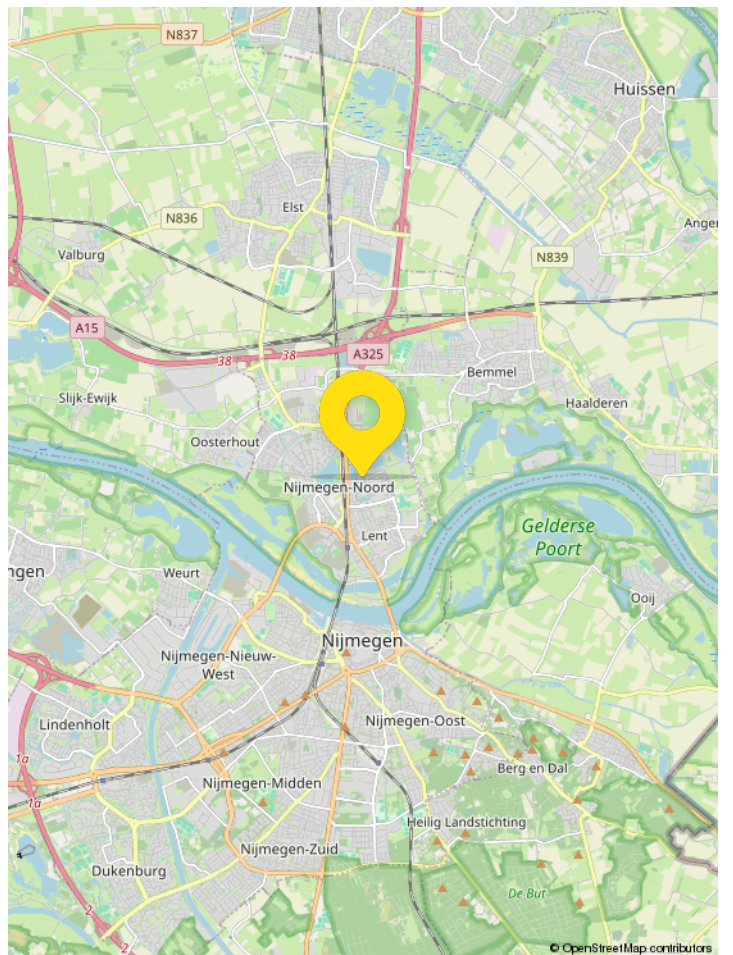 N837
Huissen
Elst
N836
Anger
Valburg
N839
A15
38
38
A325
Bemmel
Slijk-Ewijk
Haalderen
Oosterhout
Nijmegen-Noord
Gelderse
Poort
Lent
ngen
Weurt
Ooij
Nijmegen
Nijmegen-Nieuw-
West
Lindenholt
Nijmegen-Oost
1a
Berg en Dal
Nijmegen-Midden
1a
Heilig Landstichting
Nijmegen-Zuid
Dukenburg
De But
2
2
© OpenStreetMap contributors